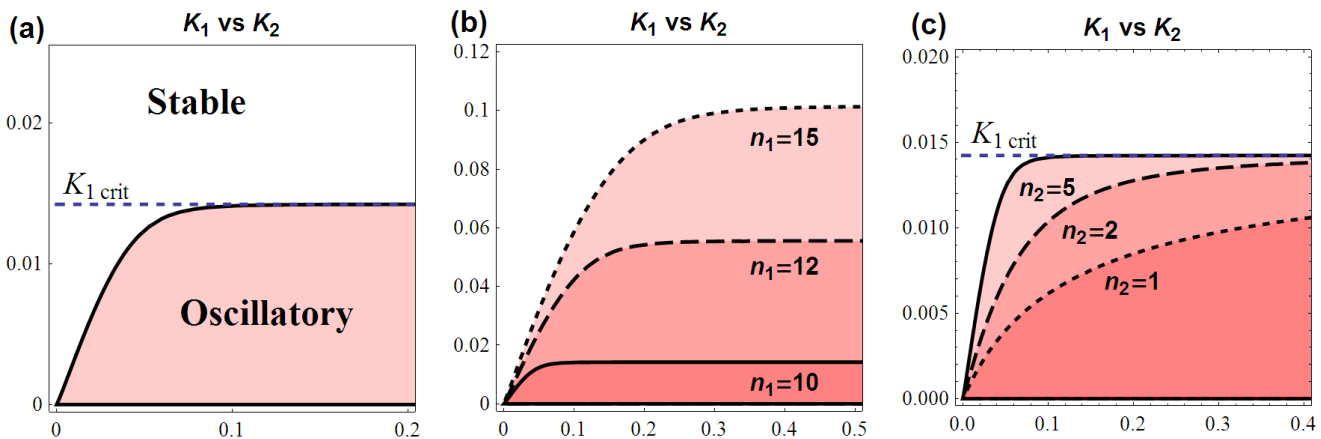 (a)
K1 vs K2
Stable
0.02
K1 crit
0.01
Oscillatory
0
0
0.1
0.2
(b)
K1 vs K2
0.12
0.1
n1=15
0.08
0.06
n1=12
0.04
0.02
n1=10
0
0
0.1
0.2
0.3
0.4
0.5
(c)
K1 vs K2
0.020
0.015
K1 crit
n2=5
0.010
n2=2
n2=1
0.005
0.000
0.0
0.1
0.2
0.3
0.4